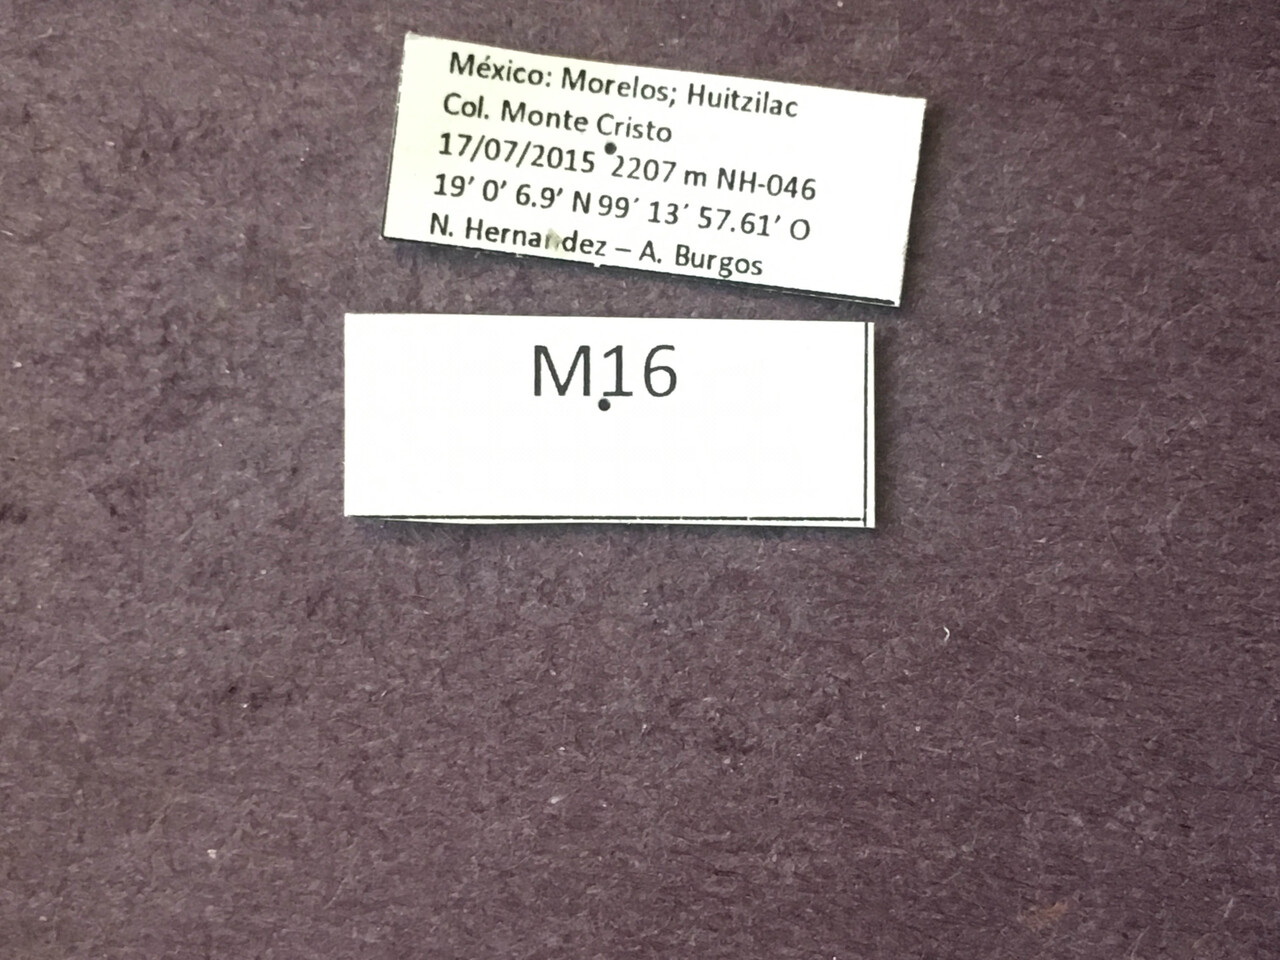 México: Morelos; Huitzilac
Col. Monte Cristo
17/07/2015 2207 m NH-046
19′ 0′ 6.9′ N 99′ 13′ 57.61′ O
N. Hernandez – A. Burgos
M16